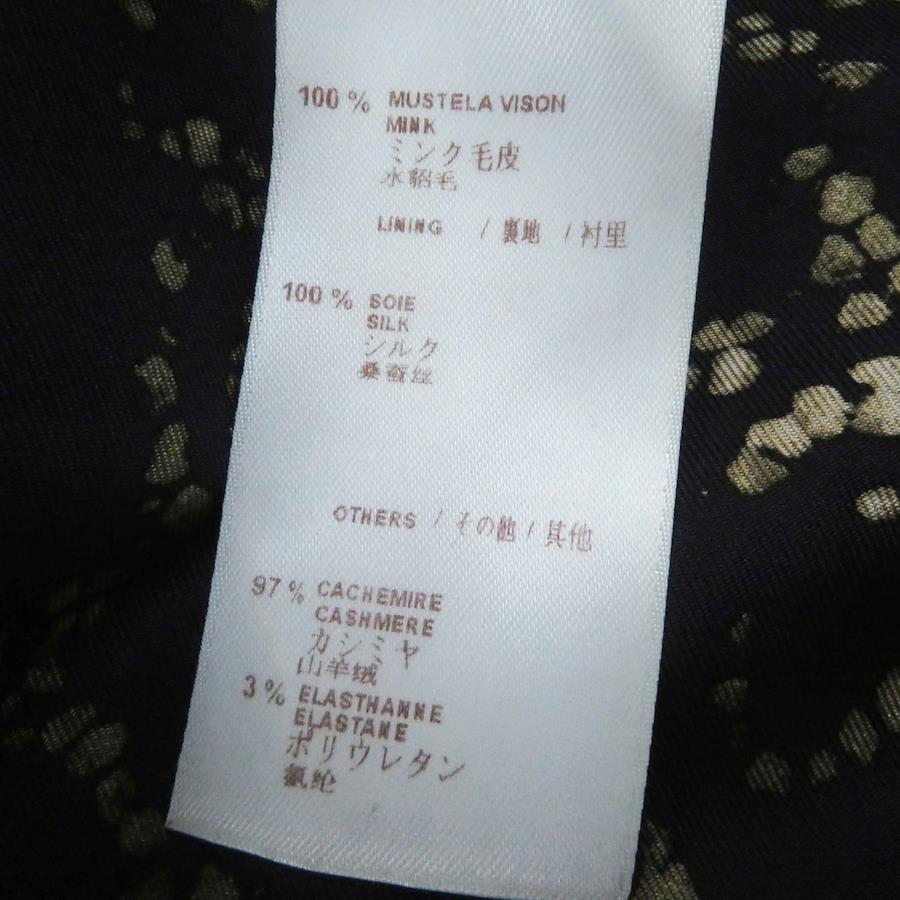 100 % MUSTELA VISON
MINK
ミンク毛皮
水貂毛
LINING / 裏地 / 衬里
100 % SOIE
SILK
シルク
桑蚕丝
OTHERS / その他 / 其他
97 % CACHEMIRE
CASHMERE
カシミヤ
山羊绒
3 % ELASTHANNE
ELASTANE
ポリウレタン
氨纶